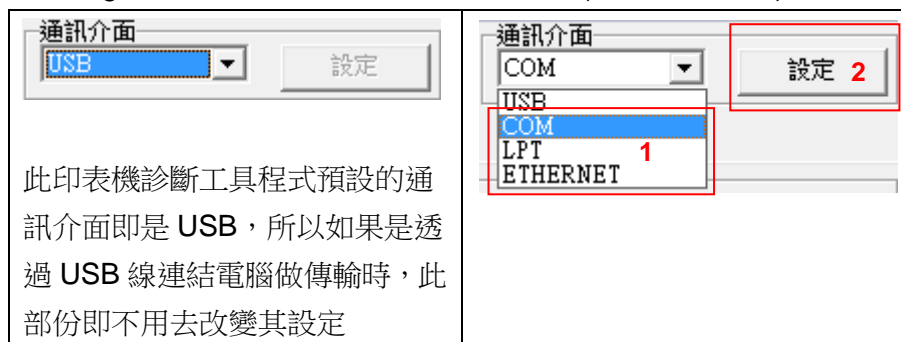 通訊介面
USB
設定
此印表機診斷工具程式預設的通
訊介面即是 USB，所以如果是透
過 USB 線連結電腦做傳輸時，此
部份即不用去改變其設定
通訊介面
COM
設定 2
USB
COM
LPT 1
ETHERNET